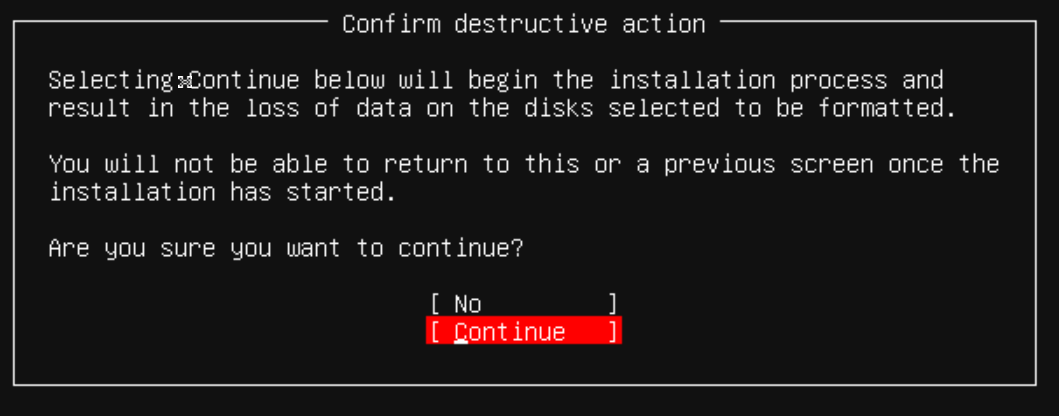 Confirm destructive action
Selecting Continue below will begin the installation process and
result in the loss of data on the disks selected to be formatted.
You will not be able to return to this or a previous screen once the
installation has started.
Are you sure you want to continue?
[ No ]
[ Continue ]